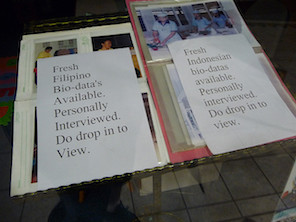 Fresh
Filipino
Bio-data's
Available.
Personally
Interviewed.
Do drop in to
View.
Fresh
Indonesian
bio-datas
available.
Personally
interviewed.
Do drop in to
view.